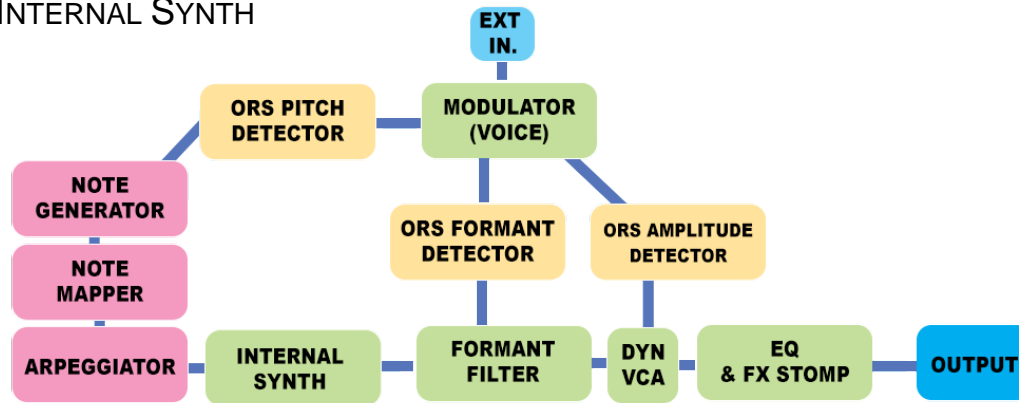 INTERNAL SYNTH
EXT
IN.
ORS PITCH
DETECTOR
MODULATOR
(VOICE)
NOTE
GENERATOR
ORS FORMANT
DETECTOR
ORS AMPLITUDE
DETECTOR
NOTE
MAPPER
ARPEGGIATOR
INTERNAL
SYNTH
FORMANT
FILTER
DYN
VCA
EQ
& FX STOMP
OUTPUT